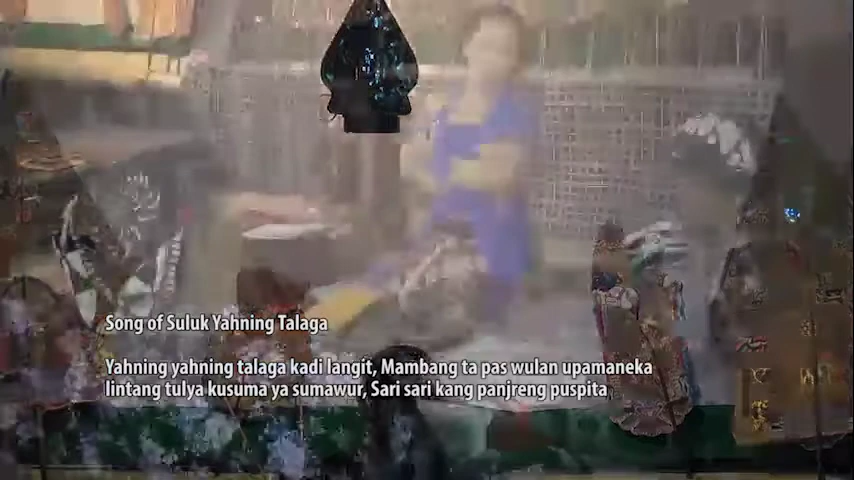 Song of Suluk Yahning Talaga
Yahning yahning talaga kadi langit, Mambang ta pas wulan upamaneka
lintang tulya kusuma ya sumawur, Sari sari kang panjreng puspita